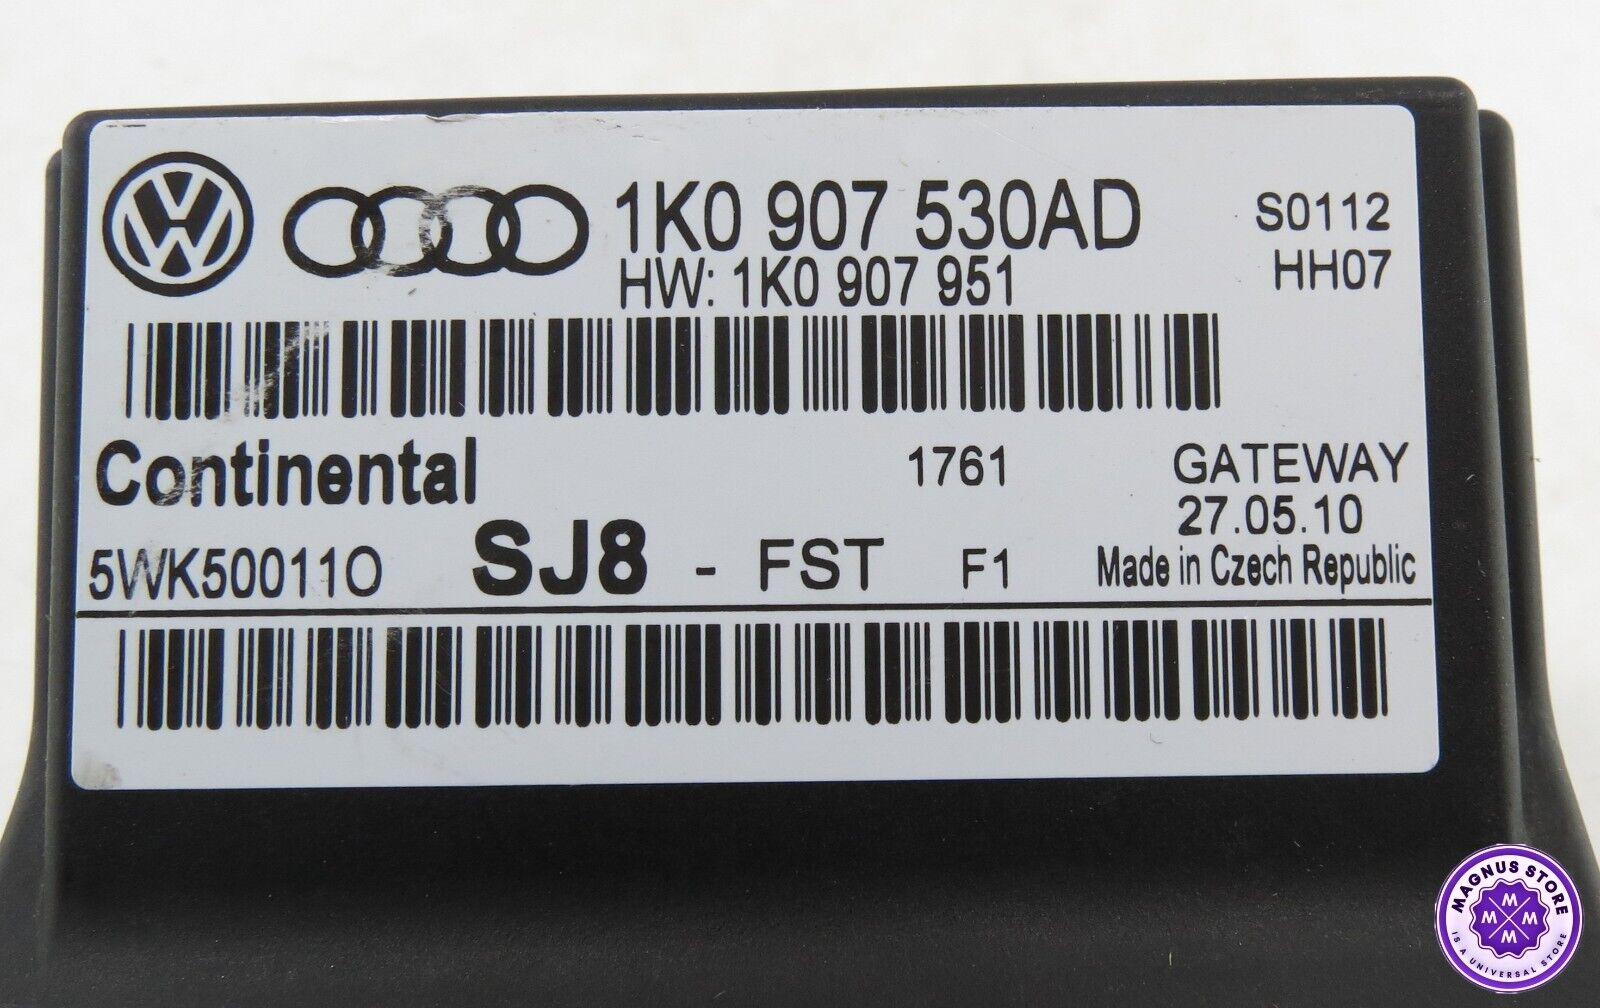 1K0 907 530AD
S0112
HW: 1K0 907 951
HH07
Continental
1761
GATEWAY
27.05.10
5WK50011O
SJ8 - FST F1
Made in Czech Republic
MAGNUS STORE
M
M M
M
IS A UNIVERSAL STORE